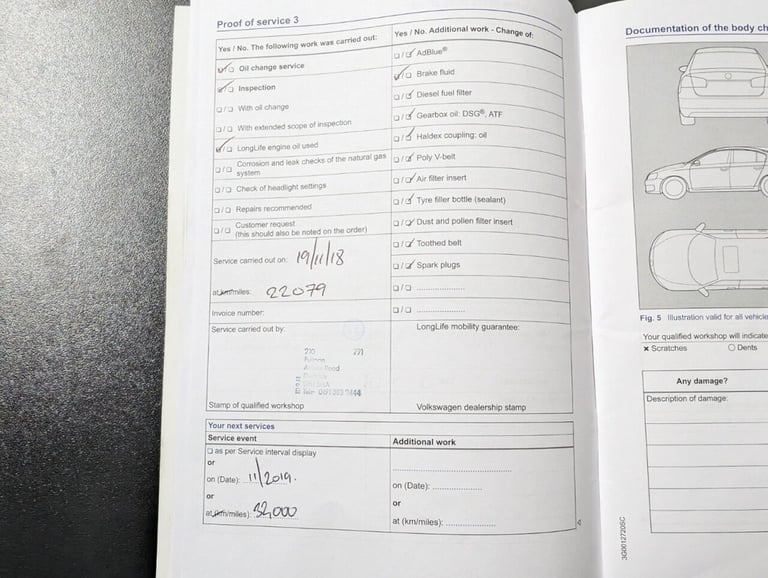 Proof of service 3
Yes / No. The following work was carried out:
☑/☐ Oil change service
☑/☐ Inspection
☐/☐ With oil change
☐/☐ With extended scope of inspection
☑/☐ LongLife engine oil used
☐/☐ Corrosion and leak checks of the natural gas
system
☐/☐ Check of headlight settings
☐/☐ Repairs recommended
☐/☐ Customer request
(this should also be noted on the order)
Service carried out on: 19/11/18
at km/miles: 22079
Invoice number:
Service carried out by:
Stamp of qualified workshop
Yes / No. Additional work - Change of:
☐/☑ AdBlue®
☑/☐ Brake fluid
☐/☑ Diesel fuel filter
☐/☑ Gearbox oil: DSG®, ATF
☐/☑ Haldex coupling: oil
☐/☑ Poly V-belt
☐/☑ Air filter insert
☐/☑ Tyre filler bottle (sealant)
☐/☑ Dust and pollen filter insert
☐/☑ Toothed belt
☐/☑ Spark plugs
☐/☐ ......................
☐/☐ ......................
LongLife mobility guarantee:
Volkswagen dealership stamp
Your next services
Service event
☐ as per Service interval display
or
on (Date): 11/2019.
or
at (km/miles): 32,000
Additional work
on (Date): ......................
or
at (km/miles): ......................
4
Documentation of the body ch
Fig. 5 Illustration valid for all vehicle
Your qualified workshop will indicate
× Scratches ○ Dents
Any damage?
Description of damage:
3G0012720SC